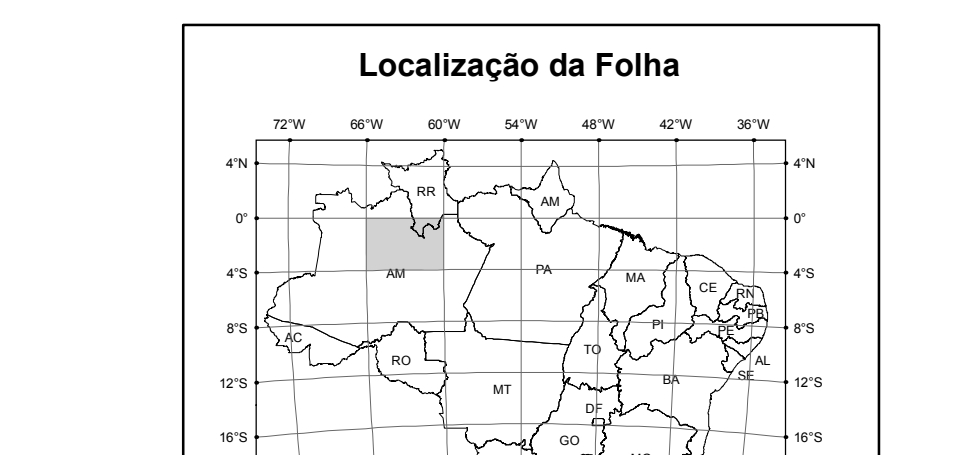 Localização da Folha
72°W 66°W 60°W 54°W 48°W 42°W 36°W
4°N 4°N
RR
AM
0° 0°
4°S AM PA MA 4°S
CE RN
PB
8°S AC PI PE 8°S
RO TO AL
12°S MT BA SE 12°S
DF
16°S GO 16°S